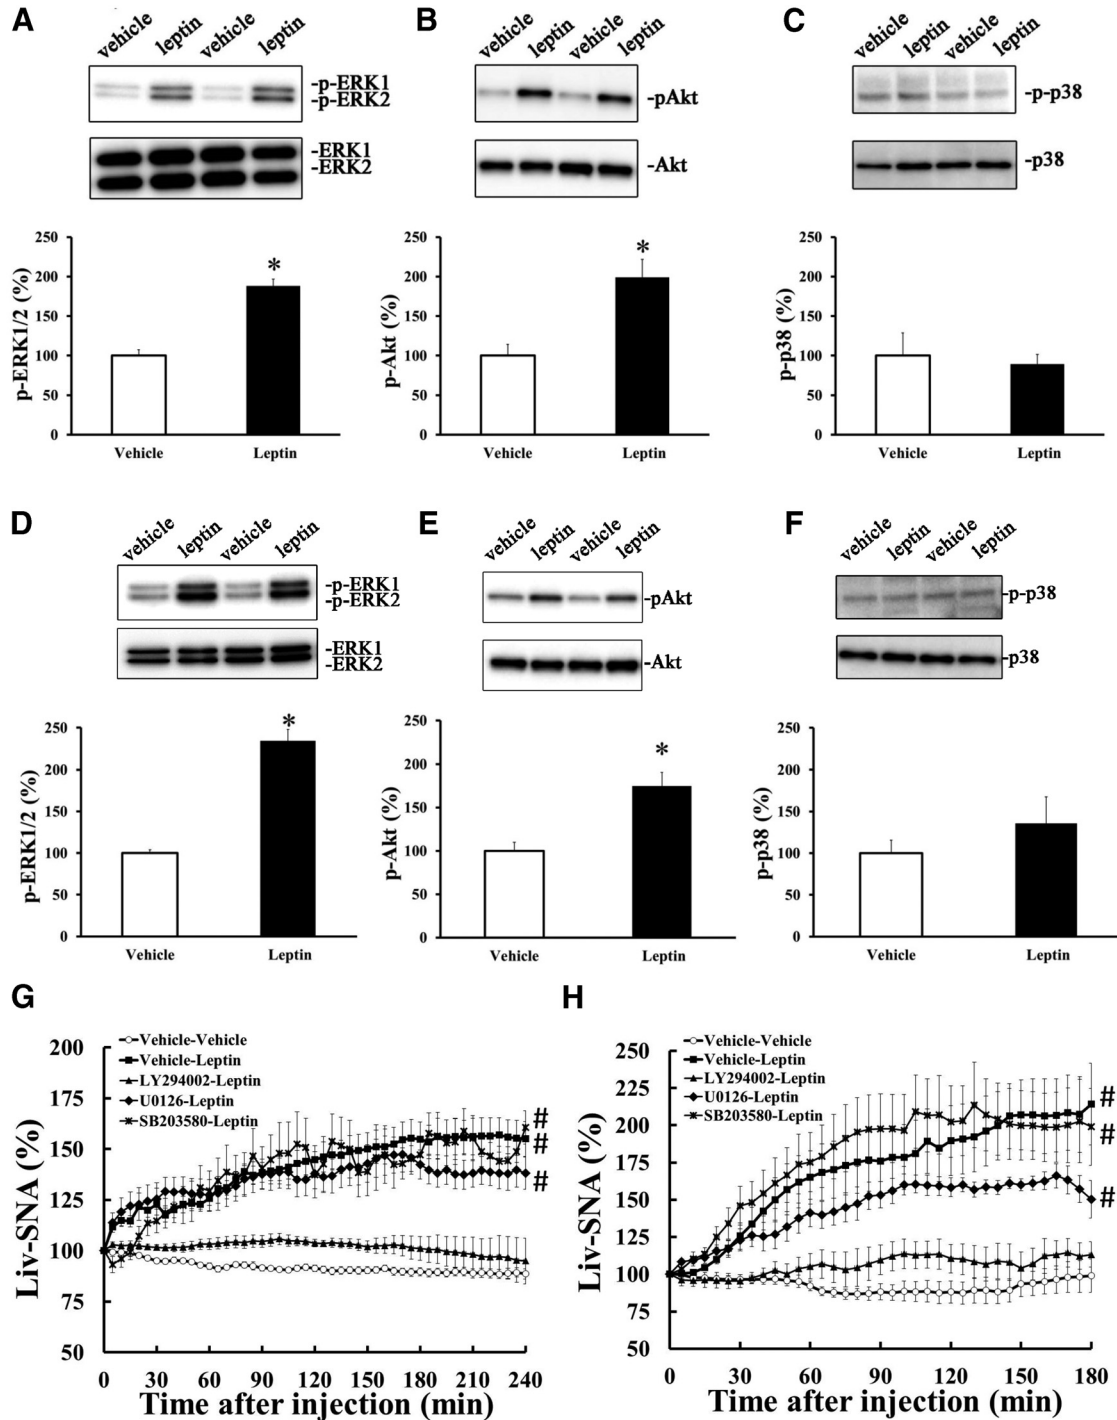 A
vehicle leptin vehicle leptin
-p-ERK1
-p-ERK2
-ERK1
-ERK2
250
200
150
100
50
0
p-ERK1/2 (%)
*
Vehicle Leptin
B
vehicle leptin vehicle leptin
-pAkt
-Akt
250
200
150
100
50
0
p-Akt (%)
*
Vehicle Leptin
C
vehicle leptin vehicle leptin
-p-p38
-p38
250
200
150
100
50
0
p-p38 (%)
Vehicle Leptin
D
vehicle leptin vehicle leptin
-p-ERK1
-p-ERK2
-ERK1
-ERK2
250
200
150
100
50
0
p-ERK1/2 (%)
*
Vehicle Leptin
E
vehicle leptin vehicle leptin
-pAkt
-Akt
250
200
150
100
50
0
p-Akt (%)
*
Vehicle Leptin
F
vehicle leptin vehicle leptin
-p-p38
-p38
250
200
150
100
50
0
p-p38 (%)
Vehicle Leptin
G
Vehicle-Vehicle
Vehicle-Leptin
LY294002-Leptin
U0126-Leptin
SB203580-Leptin
200
175
150
125
100
75
50
Liv-SNA (%)
#
#
#
0 30 60 90 120 150 180 210 240
Time after injection (min)
H
Vehicle-Vehicle
Vehicle-Leptin
LY294002-Leptin
U0126-Leptin
SB203580-Leptin
250
225
200
175
150
125
100
75
50
Liv-SNA (%)
#
#
#
0 30 60 90 120 150 180
Time after injection (min)